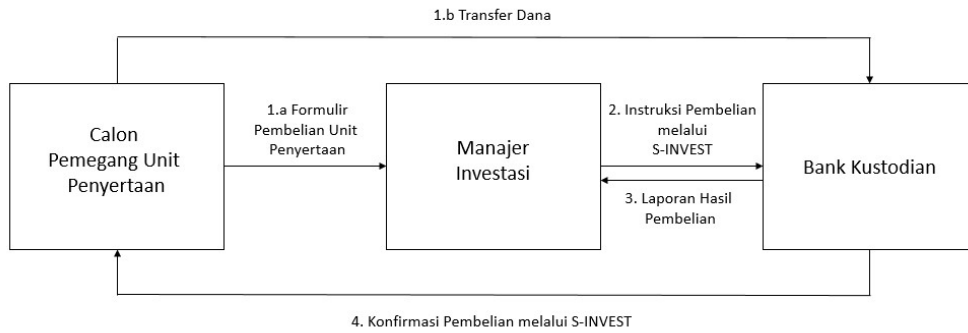 1.b Transfer Dana
Calon
Pemegang Unit
Penyertaan
1.a Formulir
Pembelian Unit
Penyertaan
Manajer
Investasi
2. Instruksi Pembelian
melalui
S-INVEST
3. Laporan Hasil
Pembelian
Bank Kustodian
4. Konfirmasi Pembelian melalui S-INVEST